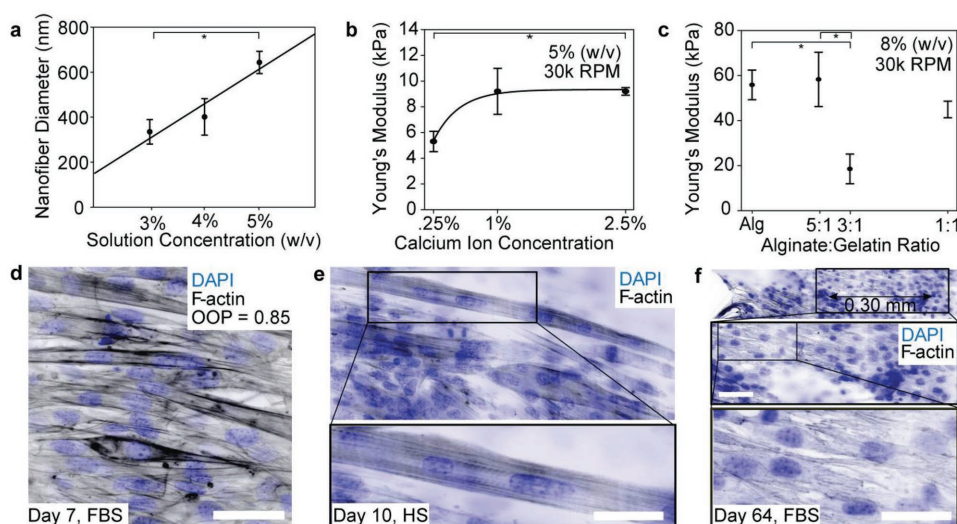 a
Nanofiber Diameter (nm)
800
600
400
200
0
*
3%
4%
5%
Solution Concentration (w/v)
b
Young's Modulus (kPa)
14
12
10
8
6
4
2
0
*
5% (w/v)
30k RPM
.25%
1%
2.5%
Calcium Ion Concentration
c
Young's Modulus (kPa)
80
60
40
20
0
*
*
8% (w/v)
30k RPM
Alg
5:1
3:1
1:1
Alginate:Gelatin Ratio
d
DAPI
F-actin
OOP = 0.85
Day 7, FBS
e
DAPI
F-actin
Day 10, HS
f
0.30 mm
DAPI
F-actin
Day 64, FBS